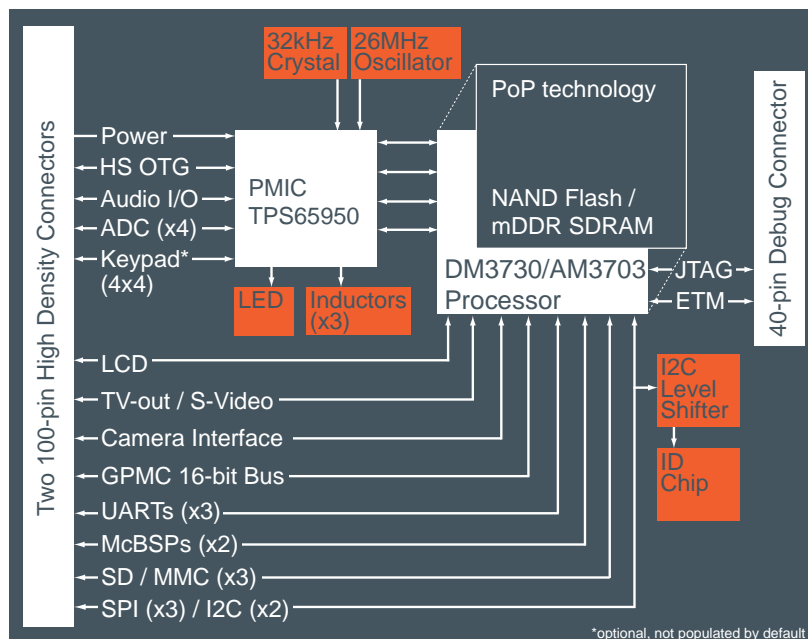 32kHz
Crystal
26MHz
Oscillator
PoP technology
NAND Flash /
mDDR SDRAM
Two 100-pin High Density Connectors
Power
HS OTG
Audio I/O
ADC (x4)
Keypad*
(4x4)
PMIC
TPS65950
LED
Inductors
(x3)
DM3730/AM3703
Processor
JTAG
ETM
40-pin Debug Connector
LCD
TV-out / S-Video
Camera Interface
GPMC 16-bit Bus
UARTs (x3)
McBSPs (x2)
SD / MMC (x3)
SPI (x3) / I2C (x2)
I2C
Level
Shifter
ID
Chip
*optional, not populated by default